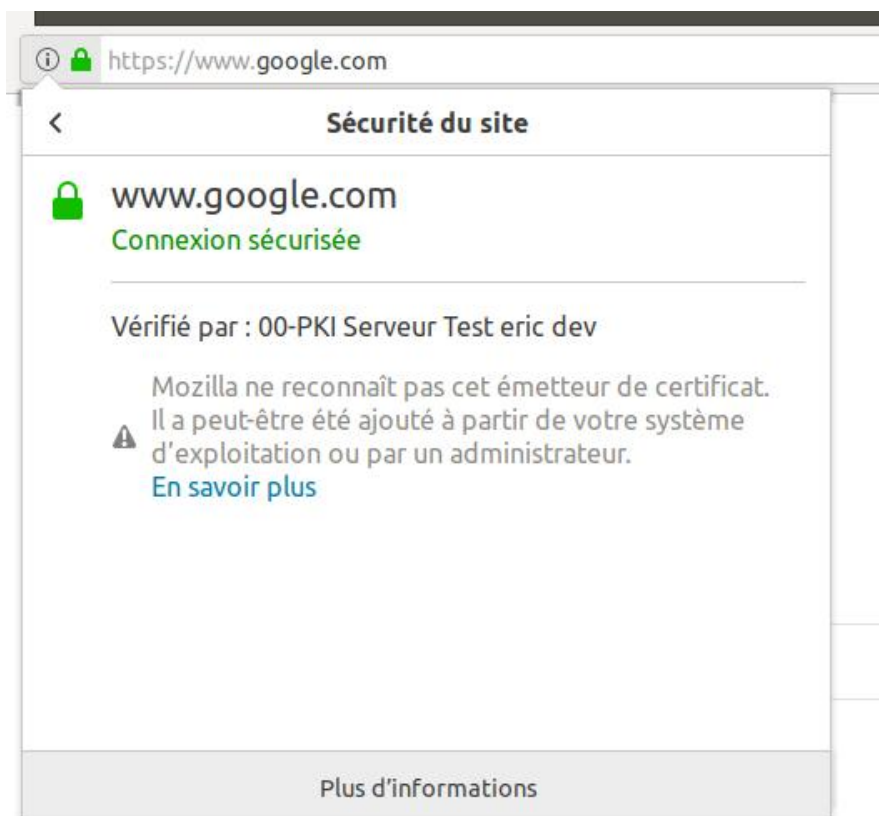 https://www.google.com
Sécurité du site
www.google.com
Connexion sécurisée
Vérifié par : 00-PKI Serveur Test eric dev
Mozilla ne reconnaît pas cet émetteur de certificat.
Il a peut-être été ajouté à partir de votre système
d’exploitation ou par un administrateur.
En savoir plus
Plus d’informations